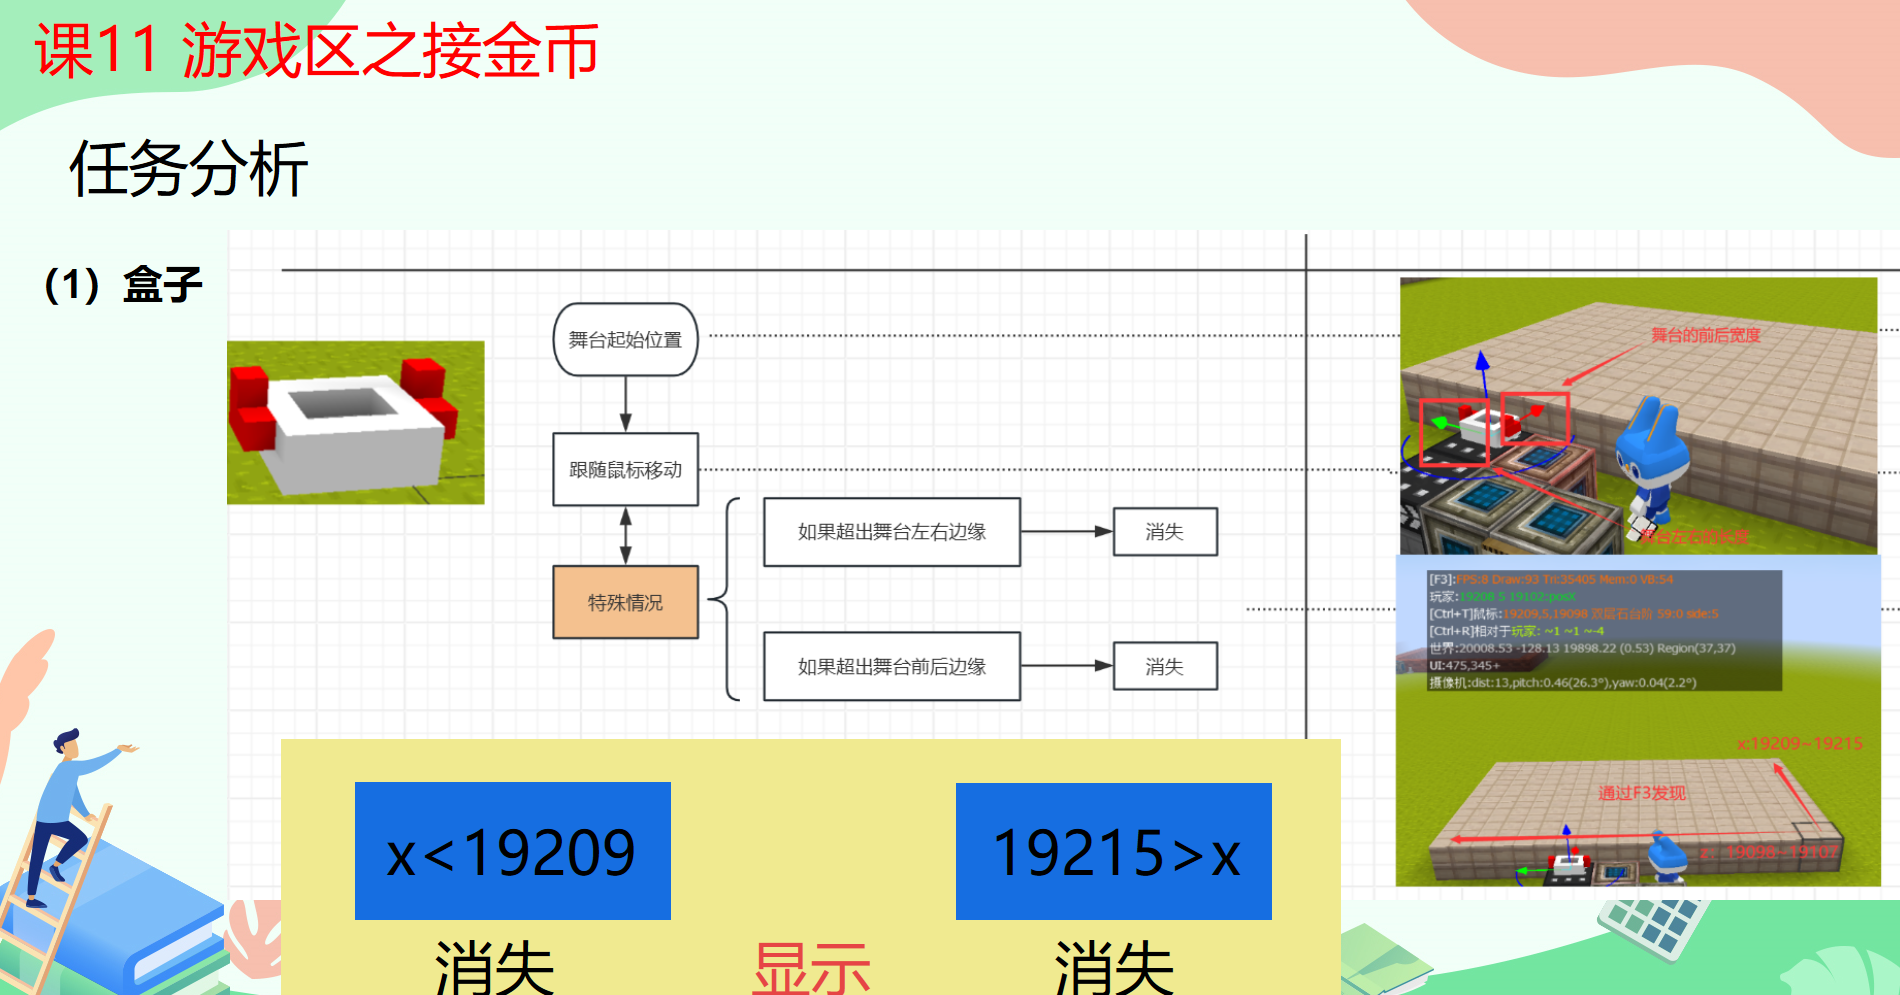 课11 游戏区之接金币
任务分析
（1）盒子
舞台起始位置
跟随鼠标移动
特殊情况
如果超出舞台左右边缘
消失
如果超出舞台前后边缘
消失
舞台的前后宽度
舞台左右的长度
[F3]:FPS:8 Draw:93 Tri:35405 Mem:0 VB:54
玩家:19208.5 19102:posX
[Ctrl+T]鼠标:19209,5,19098 双层石台阶 59:0 side:5
[Ctrl+R]相对于玩家: ~1 ~1 ~-4
世界:20008.53 -128.13 19898.22 (0.53) Region(37,37)
UI:475,345+
摄像机:dist:13,pitch:0.46(26.3°),yaw:0.04(2.2°)
x:19209~19215
通过F3发现
z：19098~19107
x<19209
19215>x
消失
显示
消失